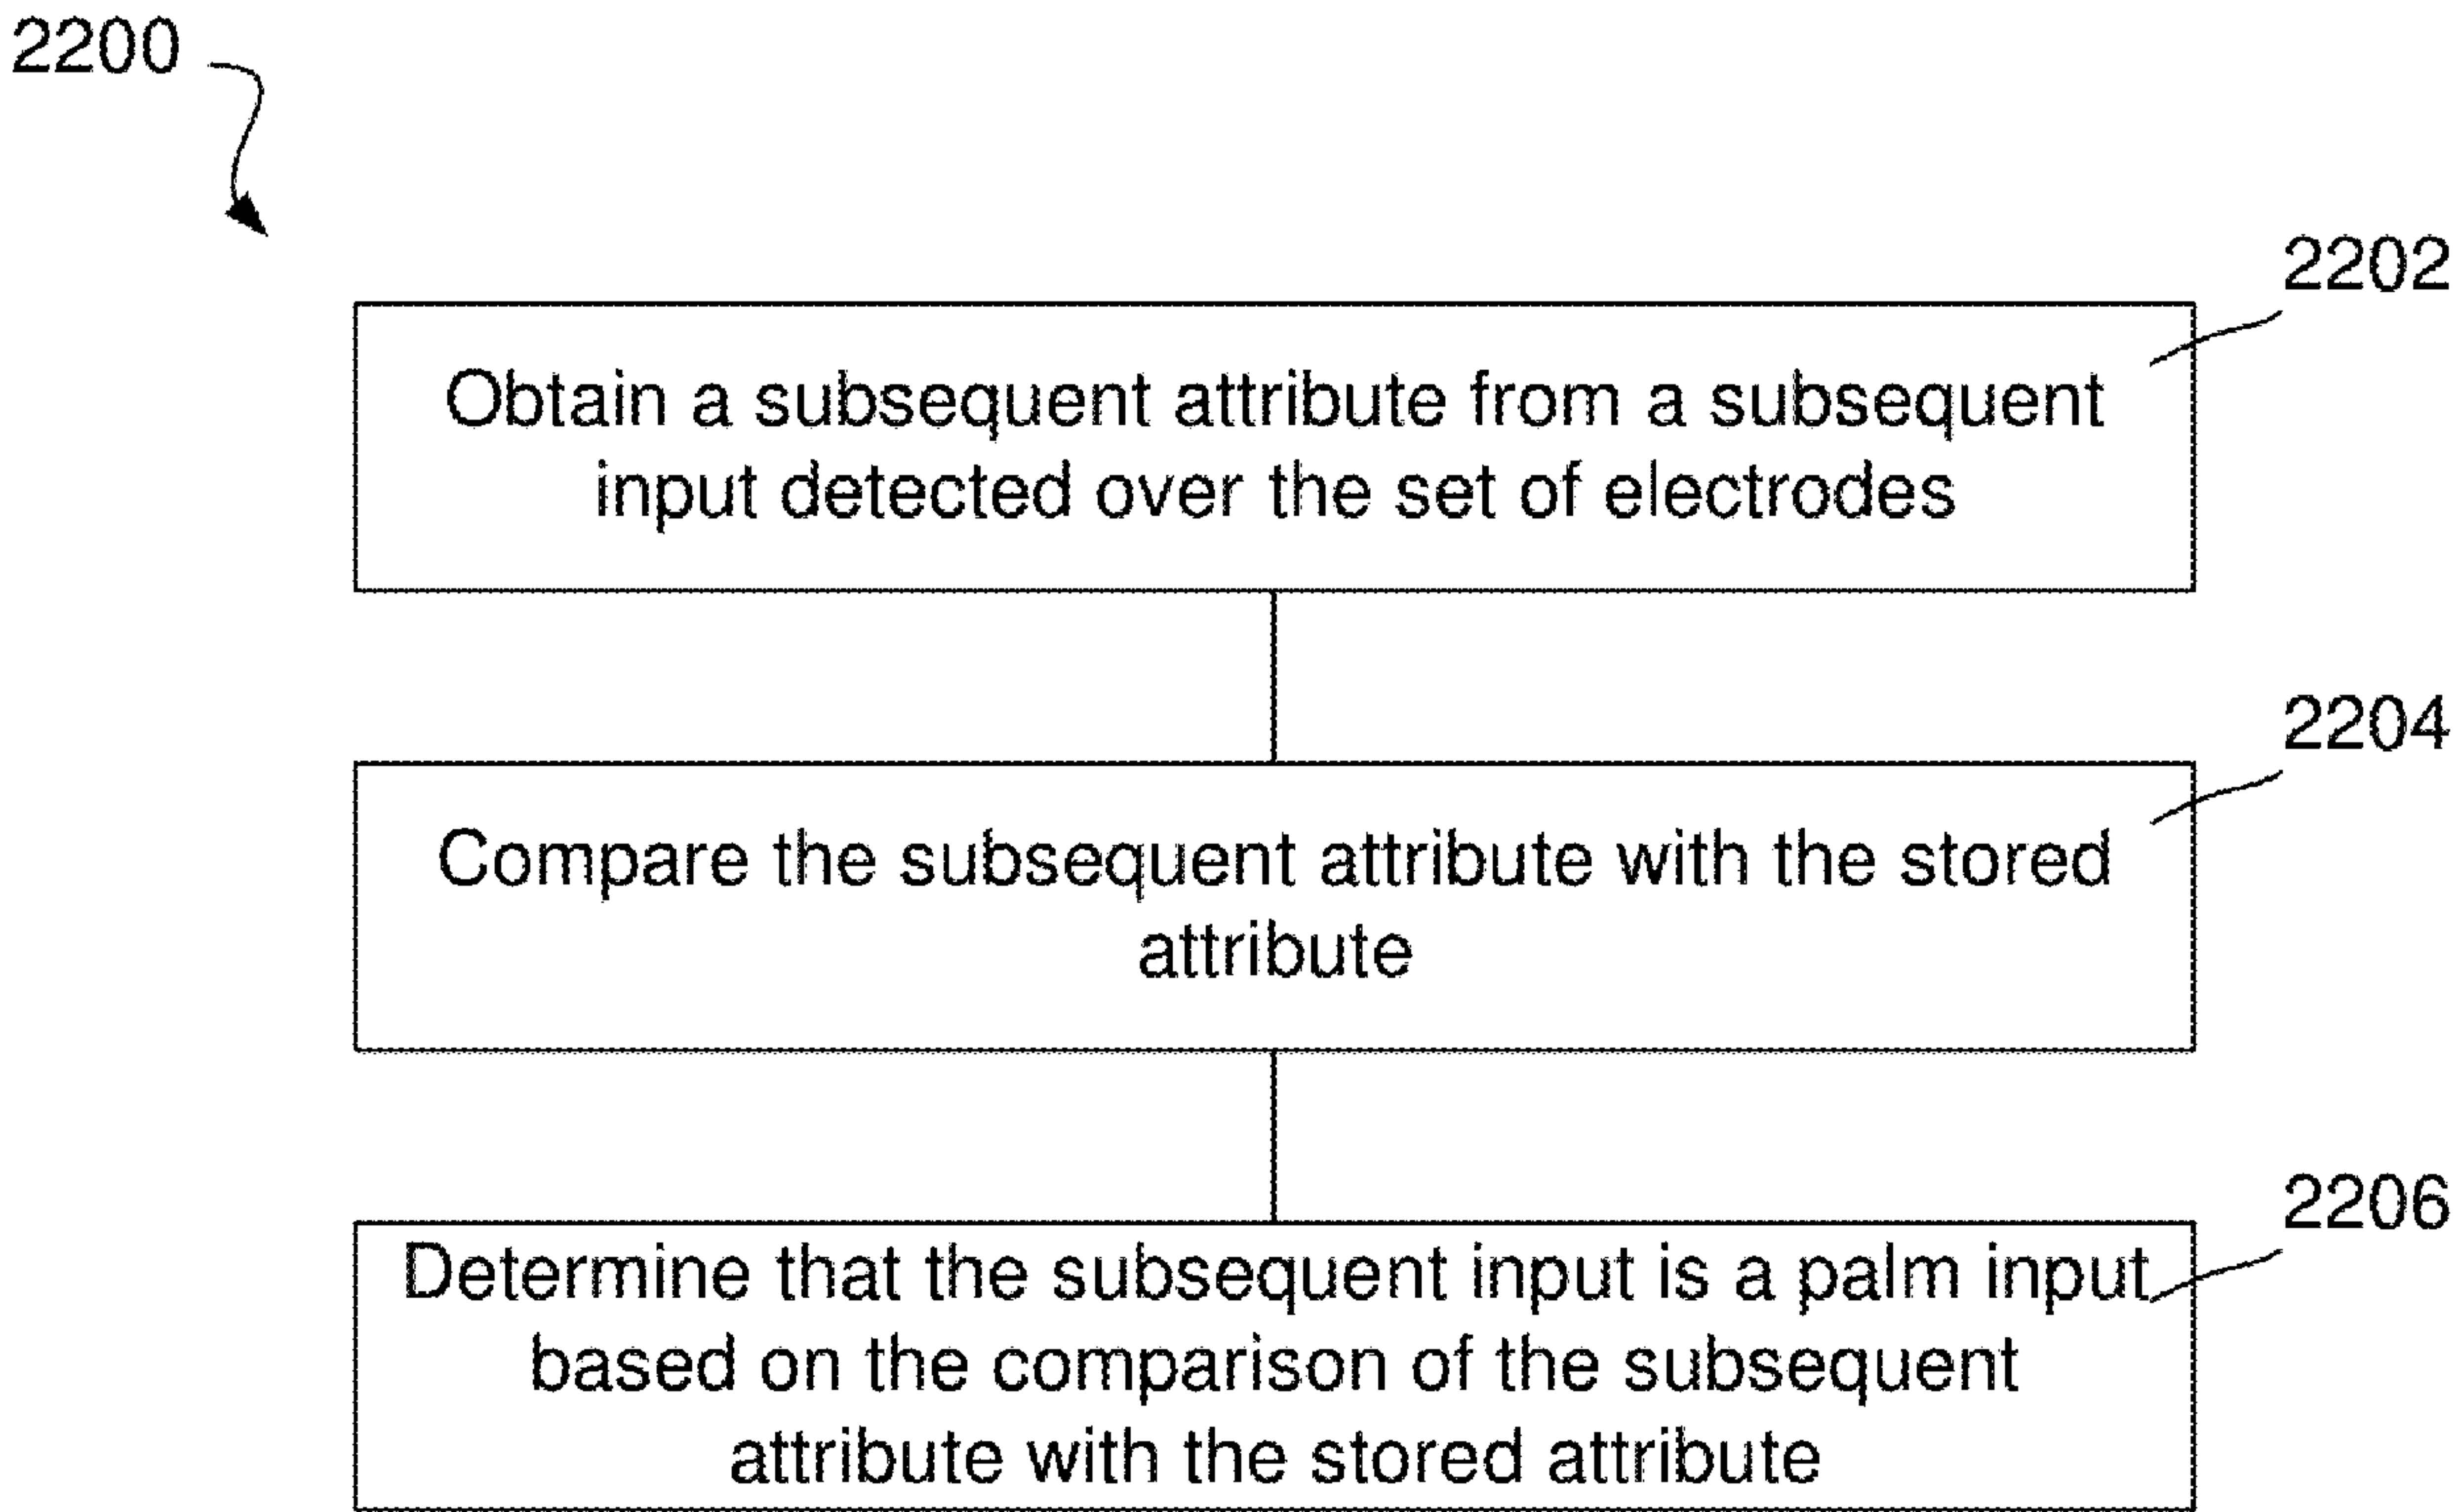 2200
2202
Obtain a subsequent attribute from a subsequent
input detected over the set of electrodes
2204
Compare the subsequent attribute with the stored
attribute
2206
Determine that the subsequent input is a palm input
based on the comparison of the subsequent
attribute with the stored attribute